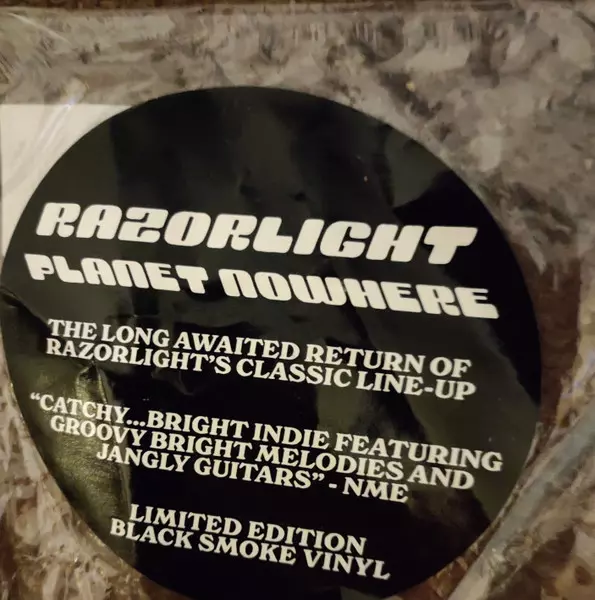 RAZORLIGHT
PLANET NOWHERE
THE LONG AWAITED RETURN OF
RAZORLIGHT'S CLASSIC LINE-UP
"CATCHY...BRIGHT INDIE FEATURING
GROOVY BRIGHT MELODIES AND
JANGLY GUITARS" - NME
LIMITED EDITION
BLACK SMOKE VINYL